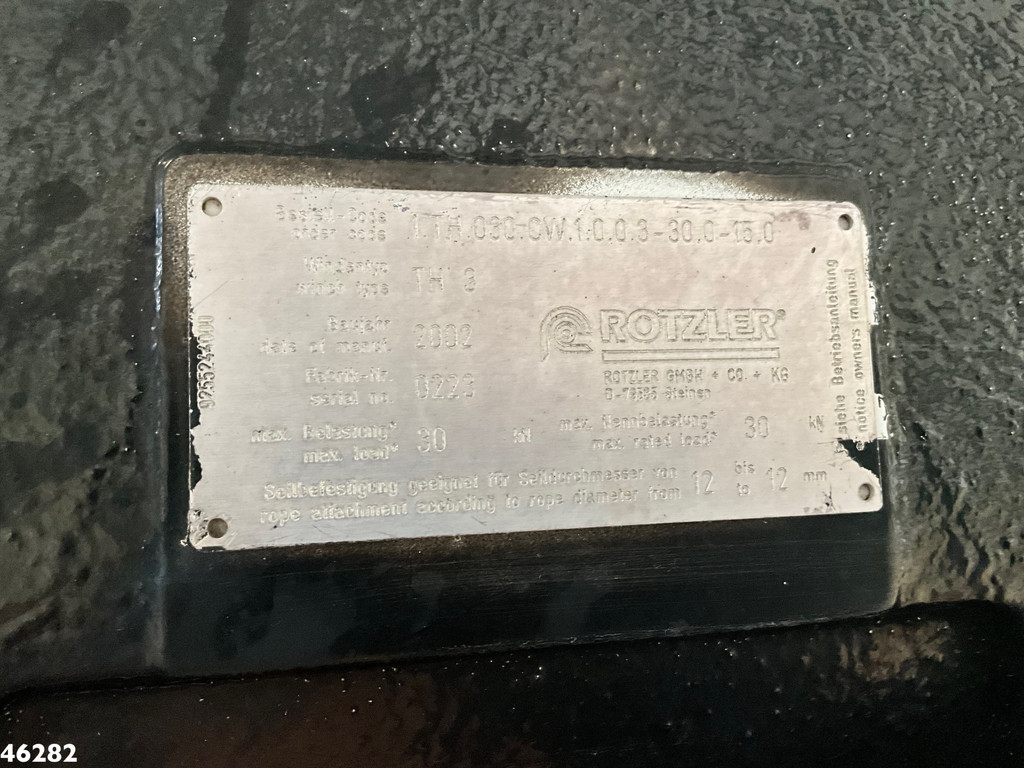 Bestell-Code
order code 1.TH.030.CW.1.0.0.3-30.0-15.0
Windentyp
winch type TH 3
Baujahr
date of manuf. 2002
Fabrik-Nr.
serial no. 0223
ROTZLER®
ROTZLER GMBH + CO. + KG
D-79585 Steinen
max. Belastung*
max. load* 30 kN
max. Nennbelastung*
max. rated load* 30 kN
Seilbefestigung geeignet für Seildurchmesser von 12 bis 12 mm
rope attachment according to rope diameter from to
siehe Betriebsanleitung
notice owners manual
46282